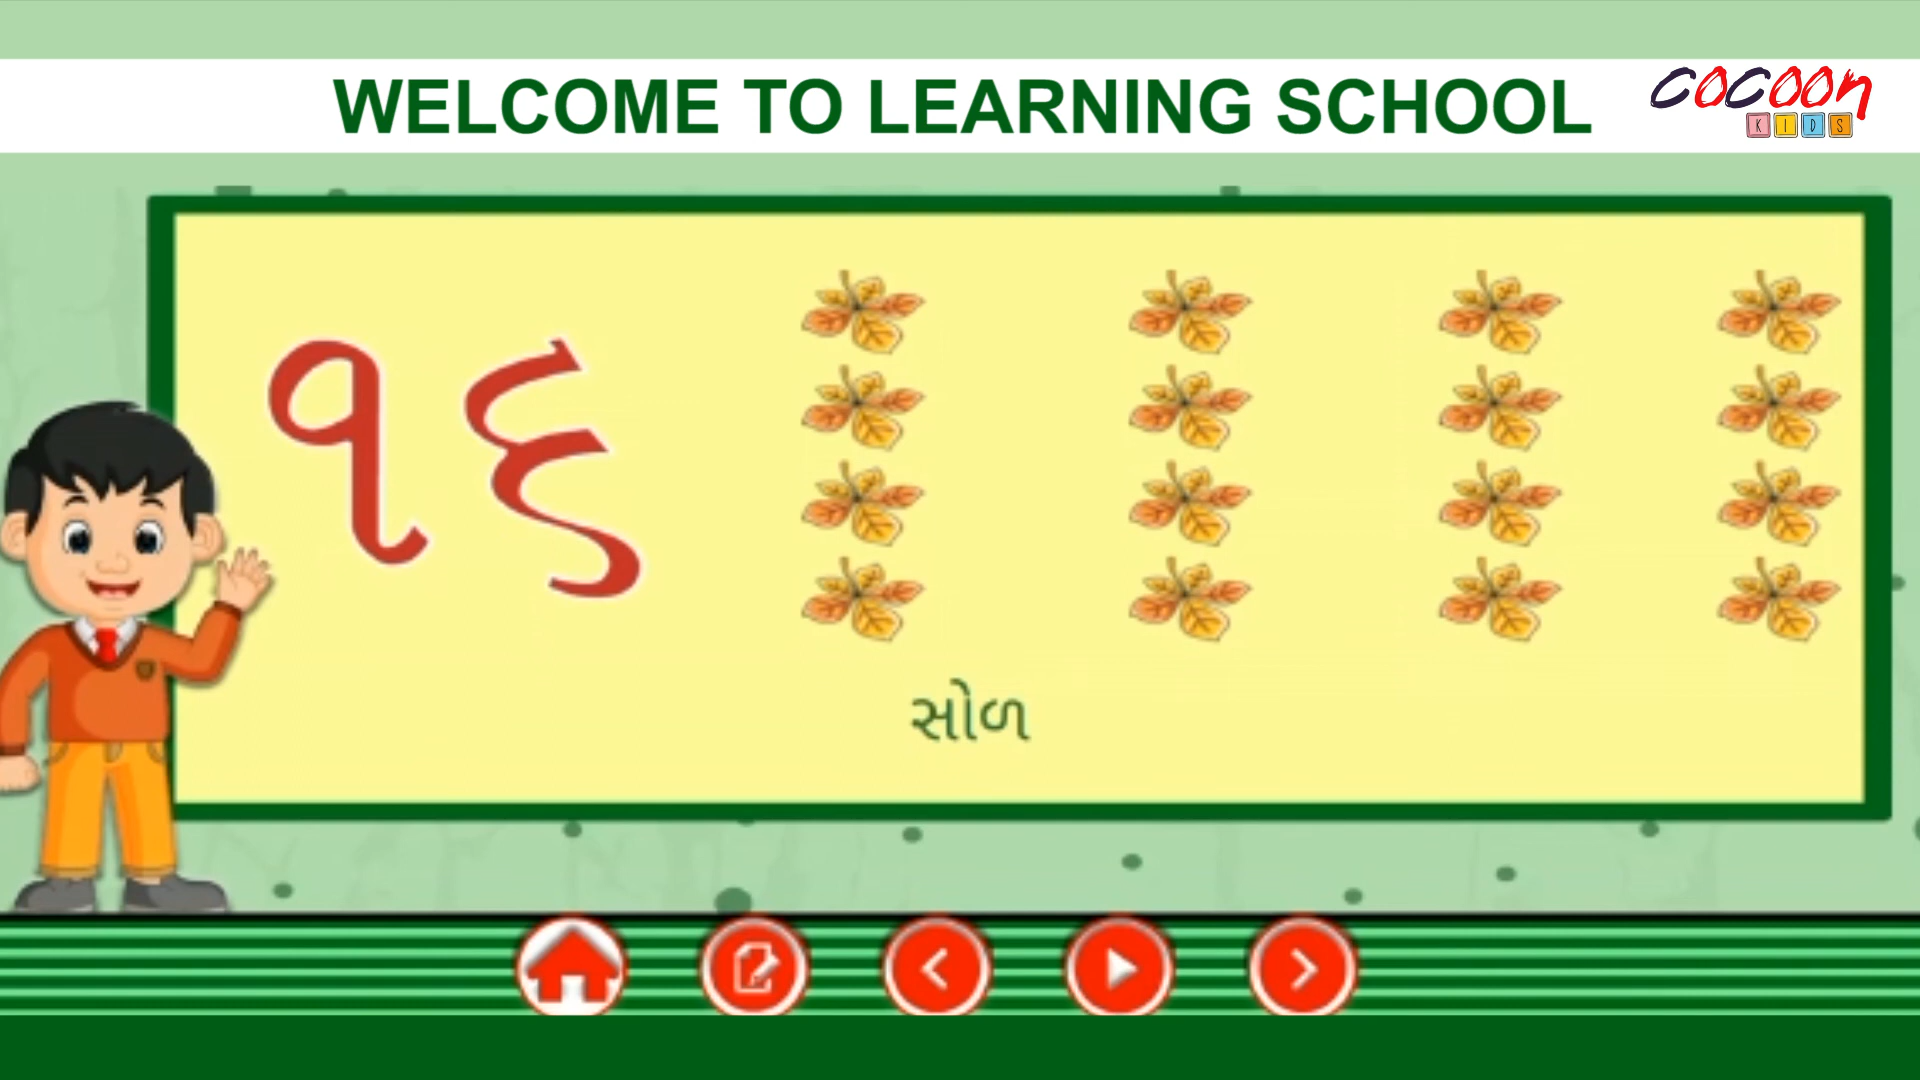 WELCOME TO LEARNING SCHOOL
cocoon
KIDS
૧૬
સોળ